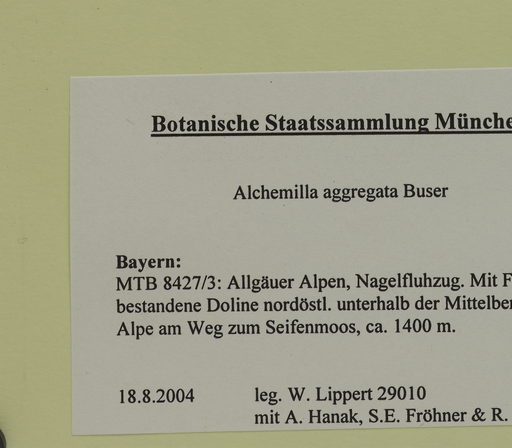 Botanische Staatssammlung Münche
Alchemilla aggregata Buser
Bayern:
MTB 8427/3: Allgäuer Alpen, Nagelfluhzug. Mit F
bestandene Doline nordöstl. unterhalb der Mittelber
Alpe am Weg zum Seifenmoos, ca. 1400 m.
18.8.2004 leg. W. Lippert 29010
mit A. Hanak, S.E. Fröhner & R.